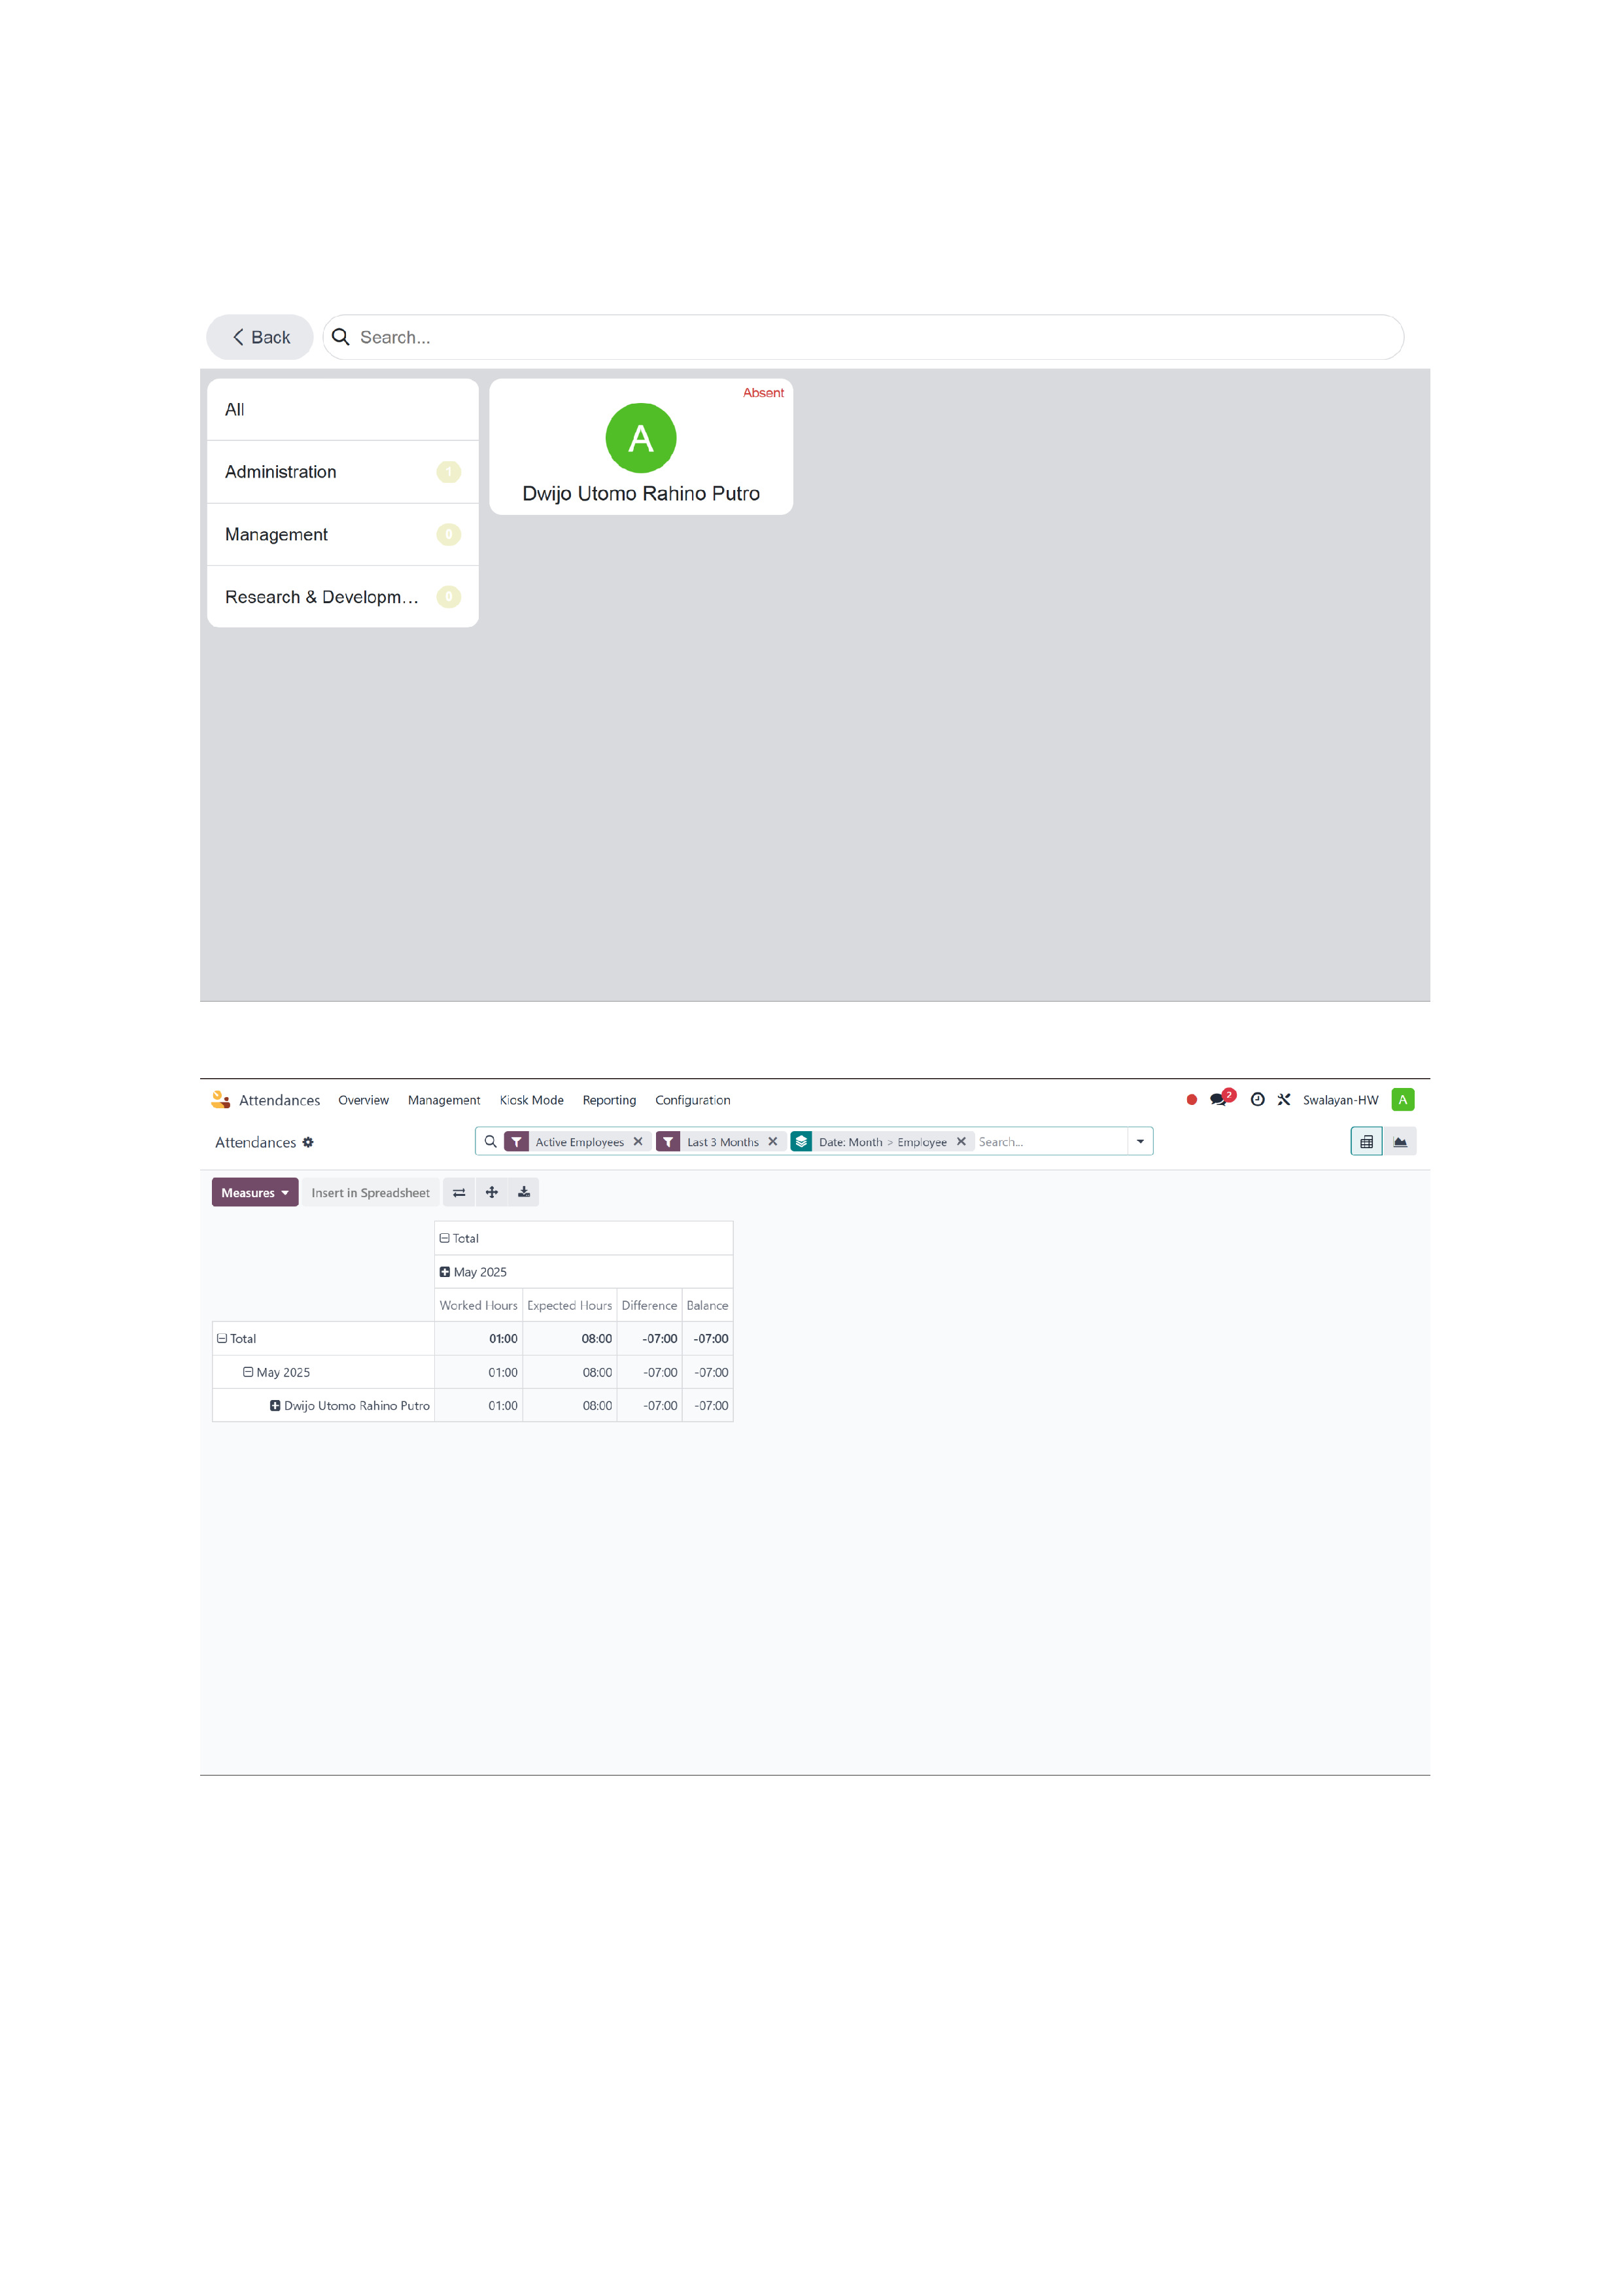 Back
Search...
All
Absent
A
Administration 1
Dwijo Utomo Rahino Putro
Management 0
Research & Developm... 0
Attendances Overview Management Kiosk Mode Reporting Configuration 2 Swalayan-HW A
Attendances Active Employees Last 3 Months Date: Month > Employee Search...
Measures Insert in Spreadsheet
Total
May 2025
Worked Hours Expected Hours Difference Balance
Total 01:00 08:00 -07:00 -07:00
May 2025 01:00 08:00 -07:00 -07:00
Dwijo Utomo Rahino Putro 01:00 08:00 -07:00 -07:00